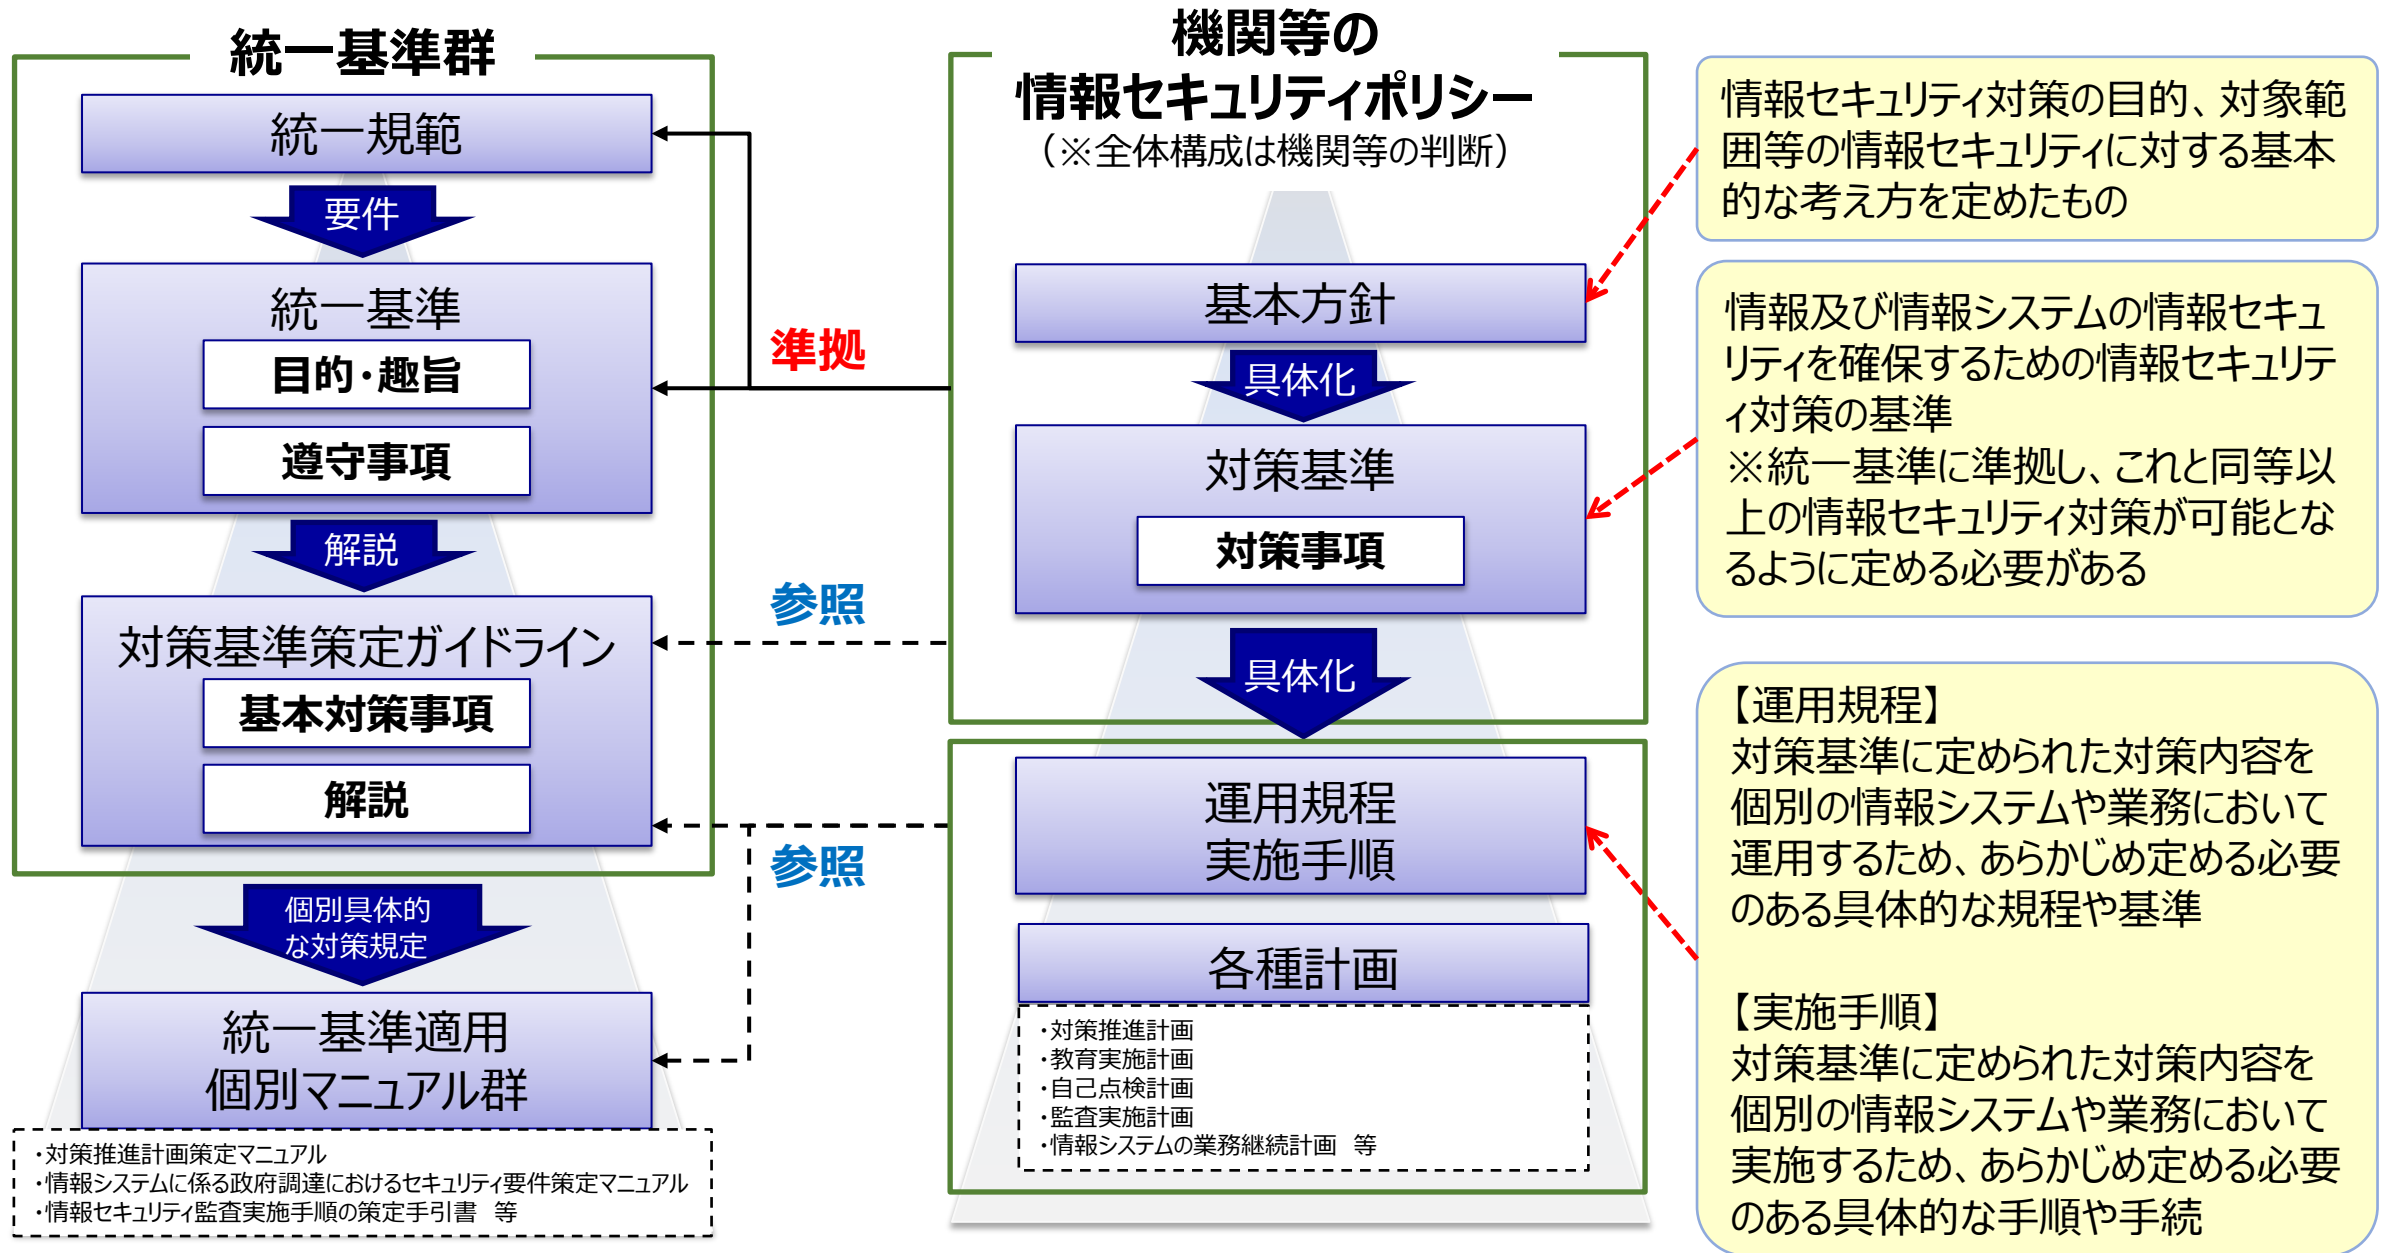 統一基準群
統一規範
要件
統一基準
目的・趣旨
遵守事項
解説
対策基準策定ガイドライン
基本対策事項
解説
個別具体的
な対策規定
統一基準適用
個別マニュアル群
・対策推進計画策定マニュアル
・情報システムに係る政府調達におけるセキュリティ要件策定マニュアル
・情報セキュリティ監査実施手順の策定手引書　等
準拠
参照
参照
機関等の
情報セキュリティポリシー
（※全体構成は機関等の判断）
基本方針
具体化
対策基準
対策事項
具体化
運用規程
実施手順
各種計画
・対策推進計画
・教育実施計画
・自己点検計画
・監査実施計画
・情報システムの業務継続計画　等
情報セキュリティ対策の目的、対象範
囲等の情報セキュリティに対する基本
的な考え方を定めたもの
情報及び情報システムの情報セキュ
リティを確保するための情報セキュリテ
ィ対策の基準
※統一基準に準拠し、これと同等以
上の情報セキュリティ対策が可能とな
るように定める必要がある
【運用規程】
対策基準に定められた対策内容を
個別の情報システムや業務において
運用するため、あらかじめ定める必要
のある具体的な規程や基準
【実施手順】
対策基準に定められた対策内容を
個別の情報システムや業務において
実施するため、あらかじめ定める必要
のある具体的な手順や手続